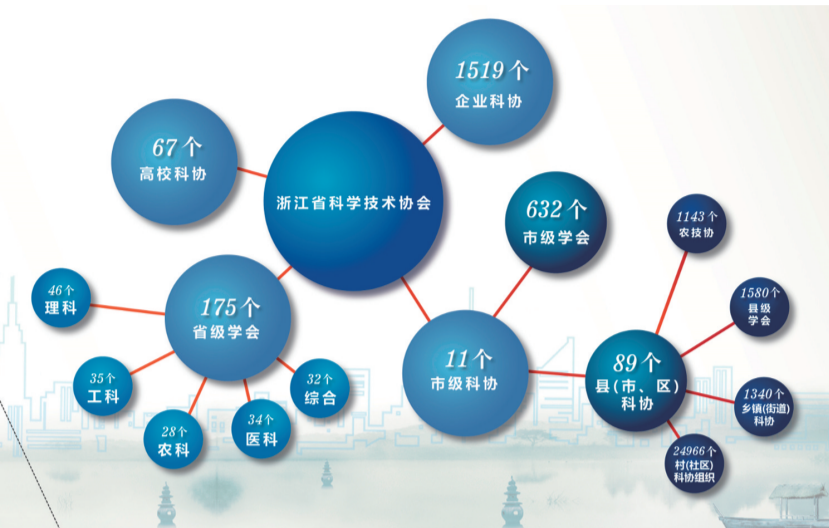 1519个
企业科协
67个
高校科协
浙江省科学技术协会
632个
市级学会
1143个
农技协
46个
理科
175个
省级学会
1580个
县级
学会
11个
市级科协
89个
县(市、区)
科协
35个
工科
32个
综合
1340个
乡镇(街道)
科协
28个
农科
34个
医科
24966个
村(社区)
科协组织